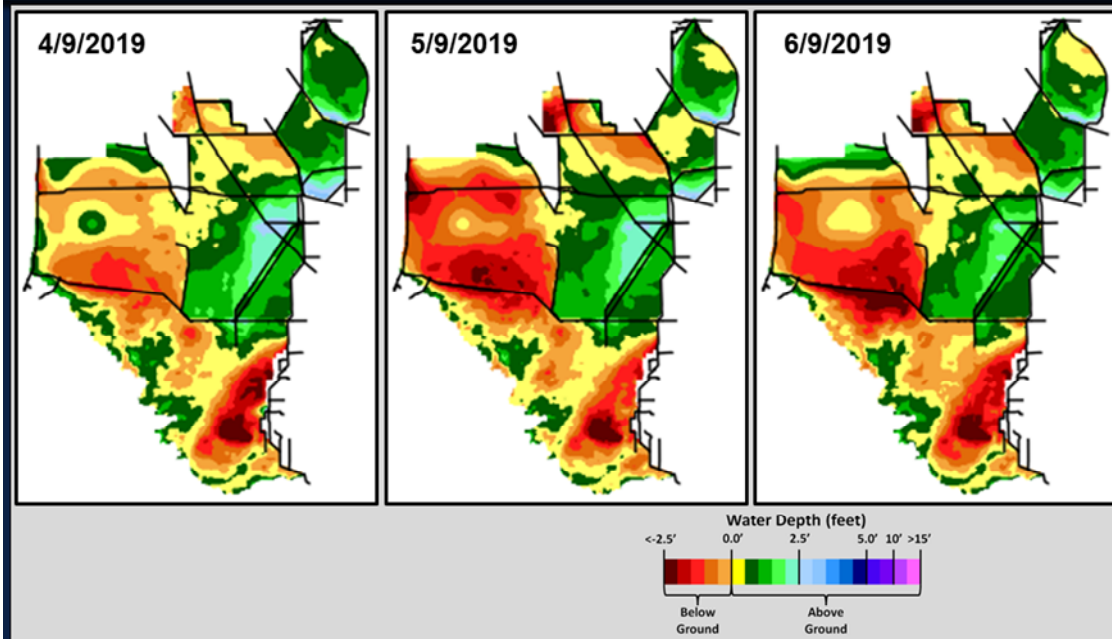 4/9/2019
5/9/2019
6/9/2019
Water Depth (feet)
<-2.5' 0.0' 2.5' 5.0' 10' >15'
Below Ground
Above Ground